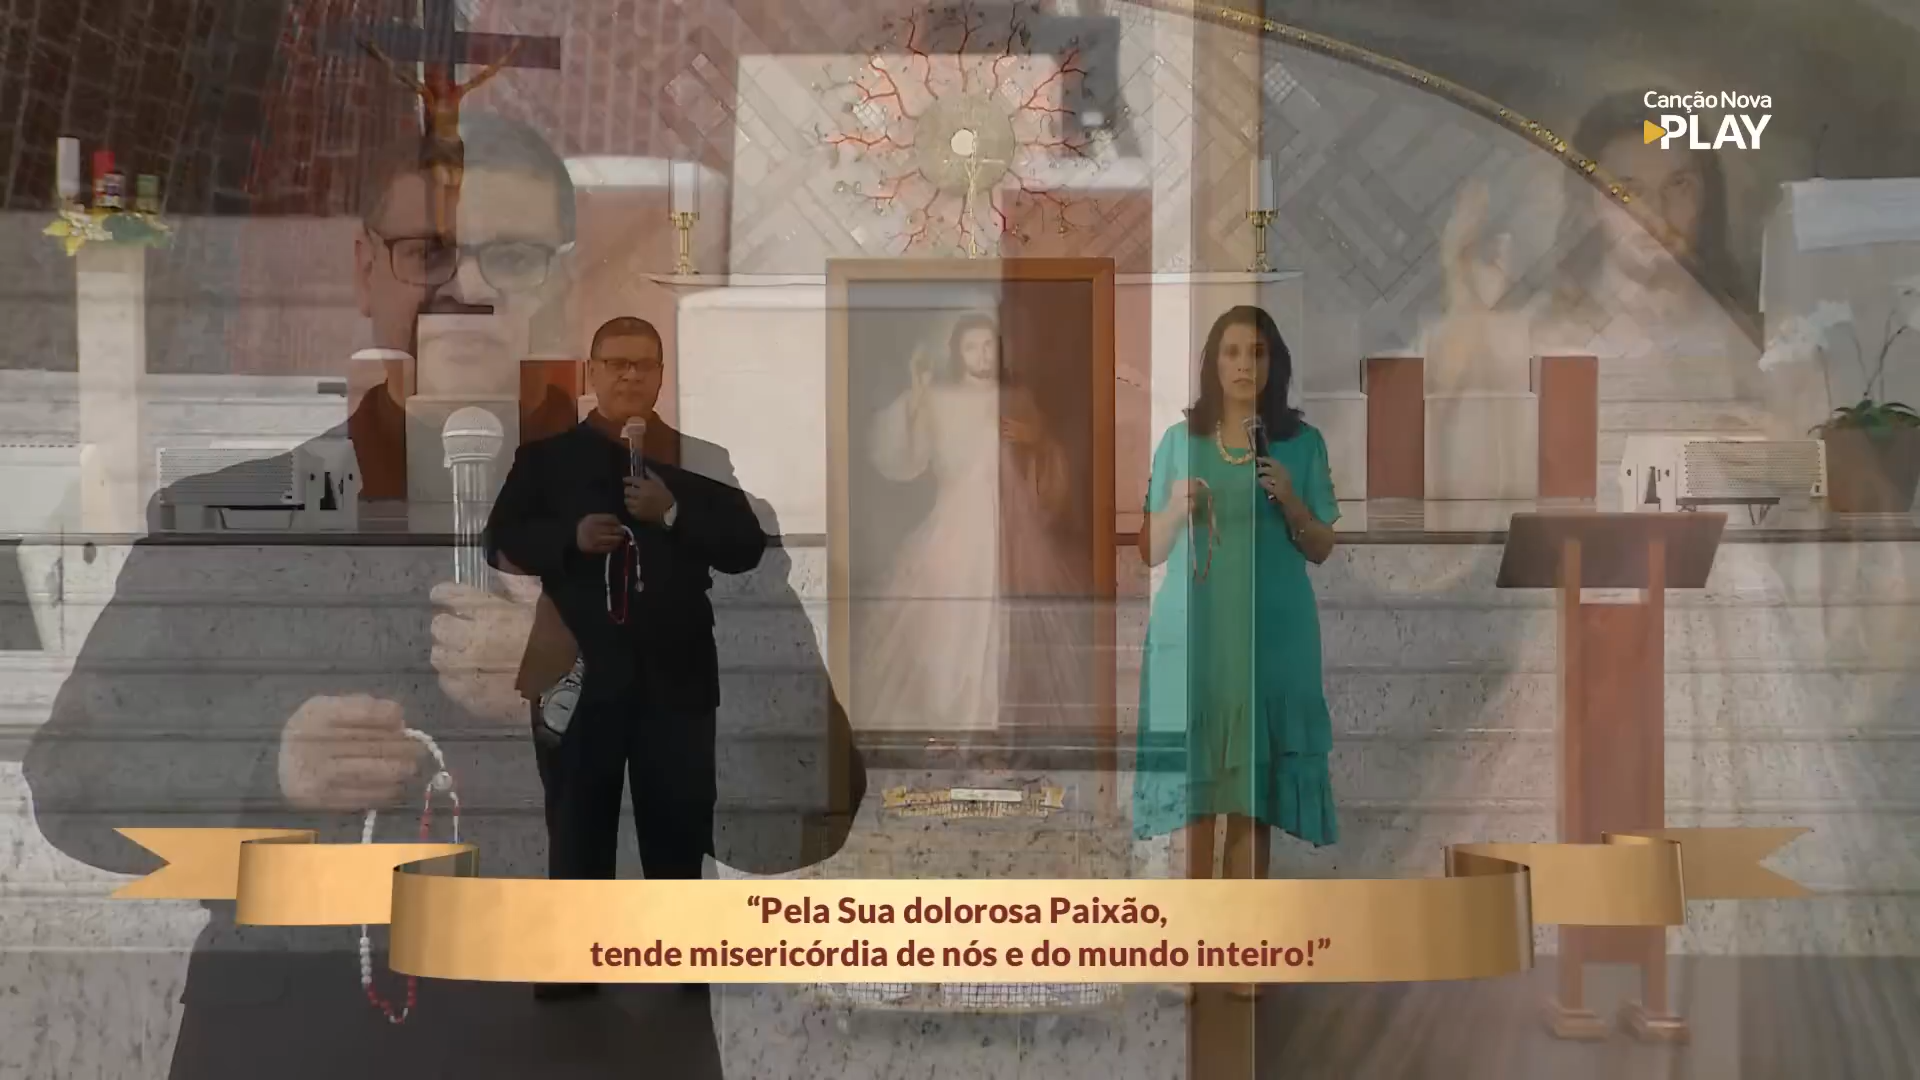 Canção Nova
PLAY
“Pela Sua dolorosa Paixão,
tende misericórdia de nós e do mundo inteiro!”